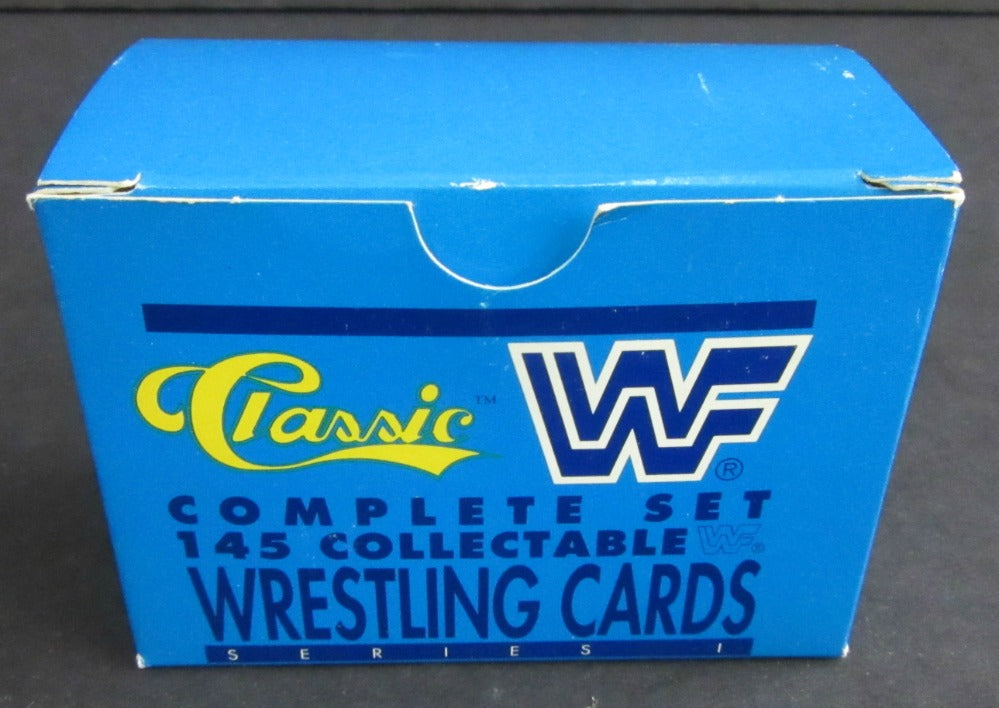 Classic™ WF®
COMPLETE SET
145 COLLECTABLE WF®
WRESTLING CARDS
SERIES I